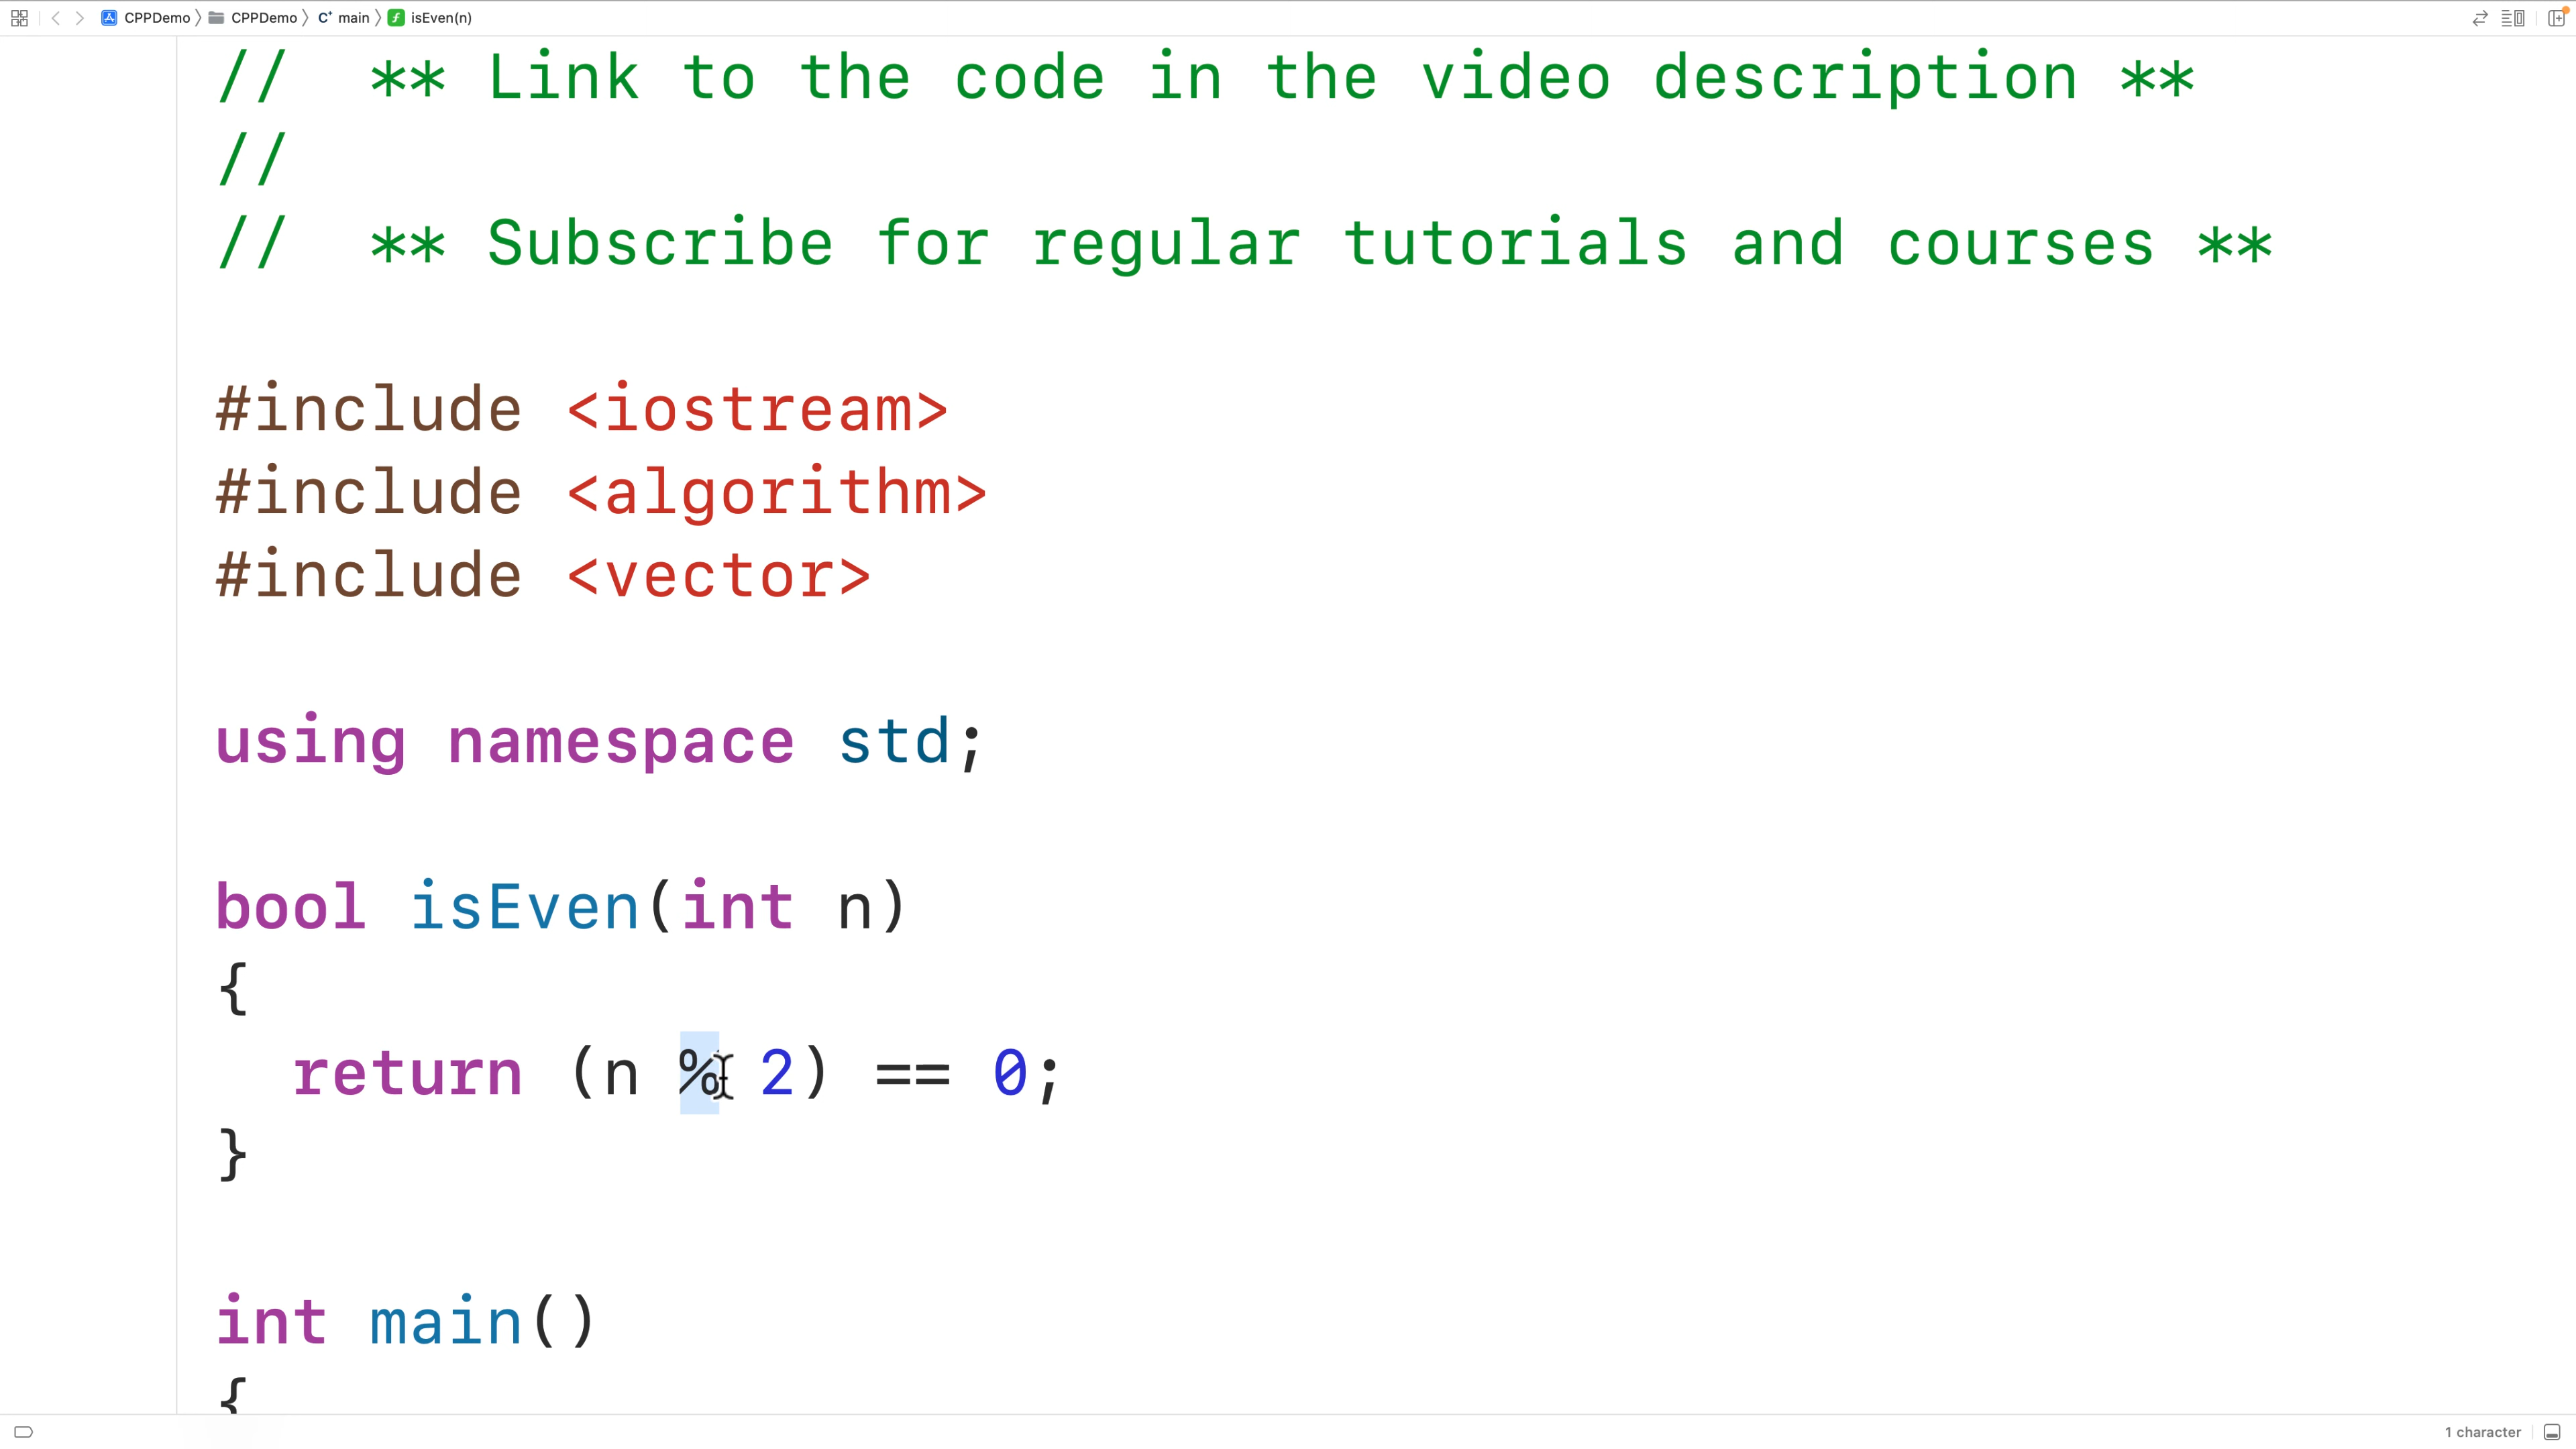 CPPDemo 〉 CPPDemo 〉 C+ main 〉 f isEven(n)
//  ** Link to the code in the video description **
//
//  ** Subscribe for regular tutorials and courses **
#include <iostream>
#include <algorithm>
#include <vector>
using namespace std;
bool isEven(int n)
{
  return (n % 2) == 0;
}
int main()
{
1 character